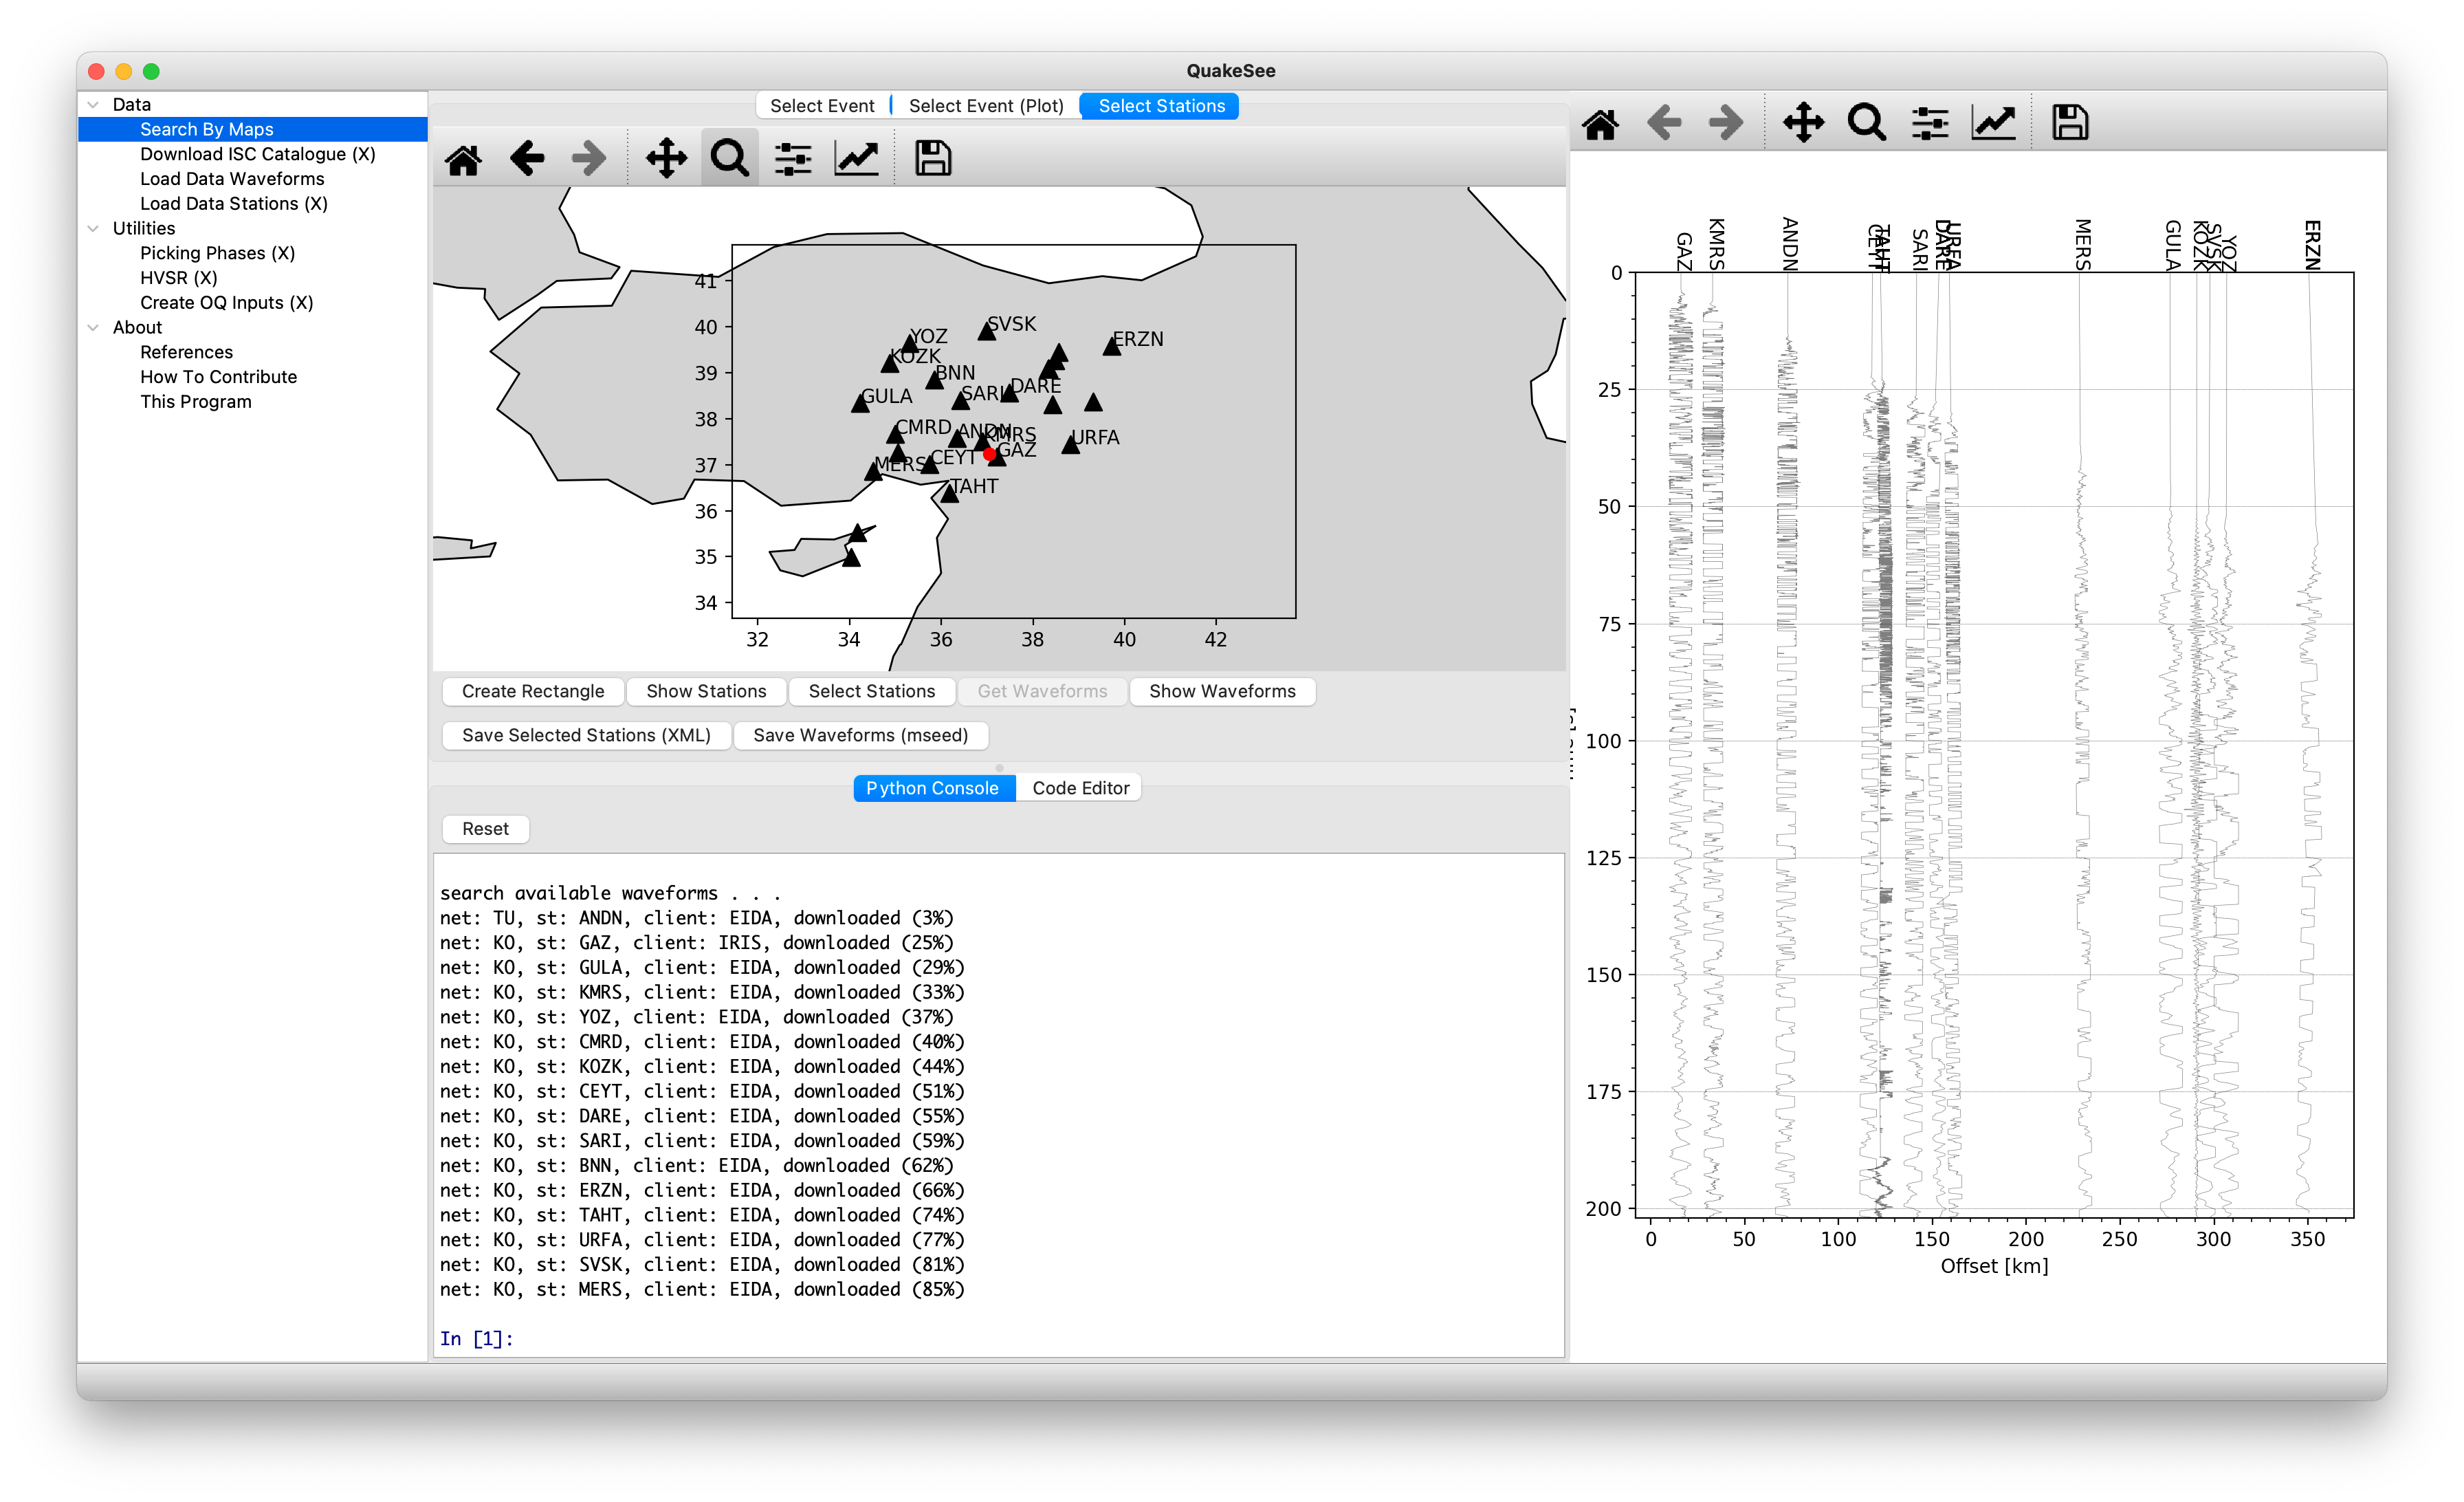 QuakeSee
Data
Search By Maps
Download ISC Catalogue (X)
Load Data Waveforms
Load Data Stations (X)
Utilities
Picking Phases (X)
HVSR (X)
Create OQ Inputs (X)
About
References
How To Contribute
This Program
Select Event
Select Event (Plot)
Select Stations
41
40
39
38
37
36
35
34
32
34
36
38
40
42
SVSK
YOZ
ERZN
KOZK
BNN
DARE
SARI
GULA
CMRD
ANDN
KMRS
URFA
GAZ
CEYT
MERS
TAHT
Create Rectangle
Show Stations
Select Stations
Get Waveforms
Show Waveforms
Save Selected Stations (XML)
Save Waveforms (mseed)
Python Console
Code Editor
Reset
search available waveforms . . .
net: TU, st: ANDN, client: EIDA, downloaded (3%)
net: KO, st: GAZ, client: IRIS, downloaded (25%)
net: KO, st: GULA, client: EIDA, downloaded (29%)
net: KO, st: KMRS, client: EIDA, downloaded (33%)
net: KO, st: YOZ, client: EIDA, downloaded (37%)
net: KO, st: CMRD, client: EIDA, downloaded (40%)
net: KO, st: KOZK, client: EIDA, downloaded (44%)
net: KO, st: CEYT, client: EIDA, downloaded (51%)
net: KO, st: DARE, client: EIDA, downloaded (55%)
net: KO, st: SARI, client: EIDA, downloaded (59%)
net: KO, st: BNN, client: EIDA, downloaded (62%)
net: KO, st: ERZN, client: EIDA, downloaded (66%)
net: KO, st: TAHT, client: EIDA, downloaded (74%)
net: KO, st: URFA, client: EIDA, downloaded (77%)
net: KO, st: SVSK, client: EIDA, downloaded (81%)
net: KO, st: MERS, client: EIDA, downloaded (85%)
In [1]:
GAZ
KMRS
ANDN
CEYT
TAHT
SARI
DARE
URFA
MERS
GULA
KOZK
SVSK
YOZ
ERZN
0
25
50
75
100
125
150
175
200
0
50
100
150
200
250
300
350
Offset [km]